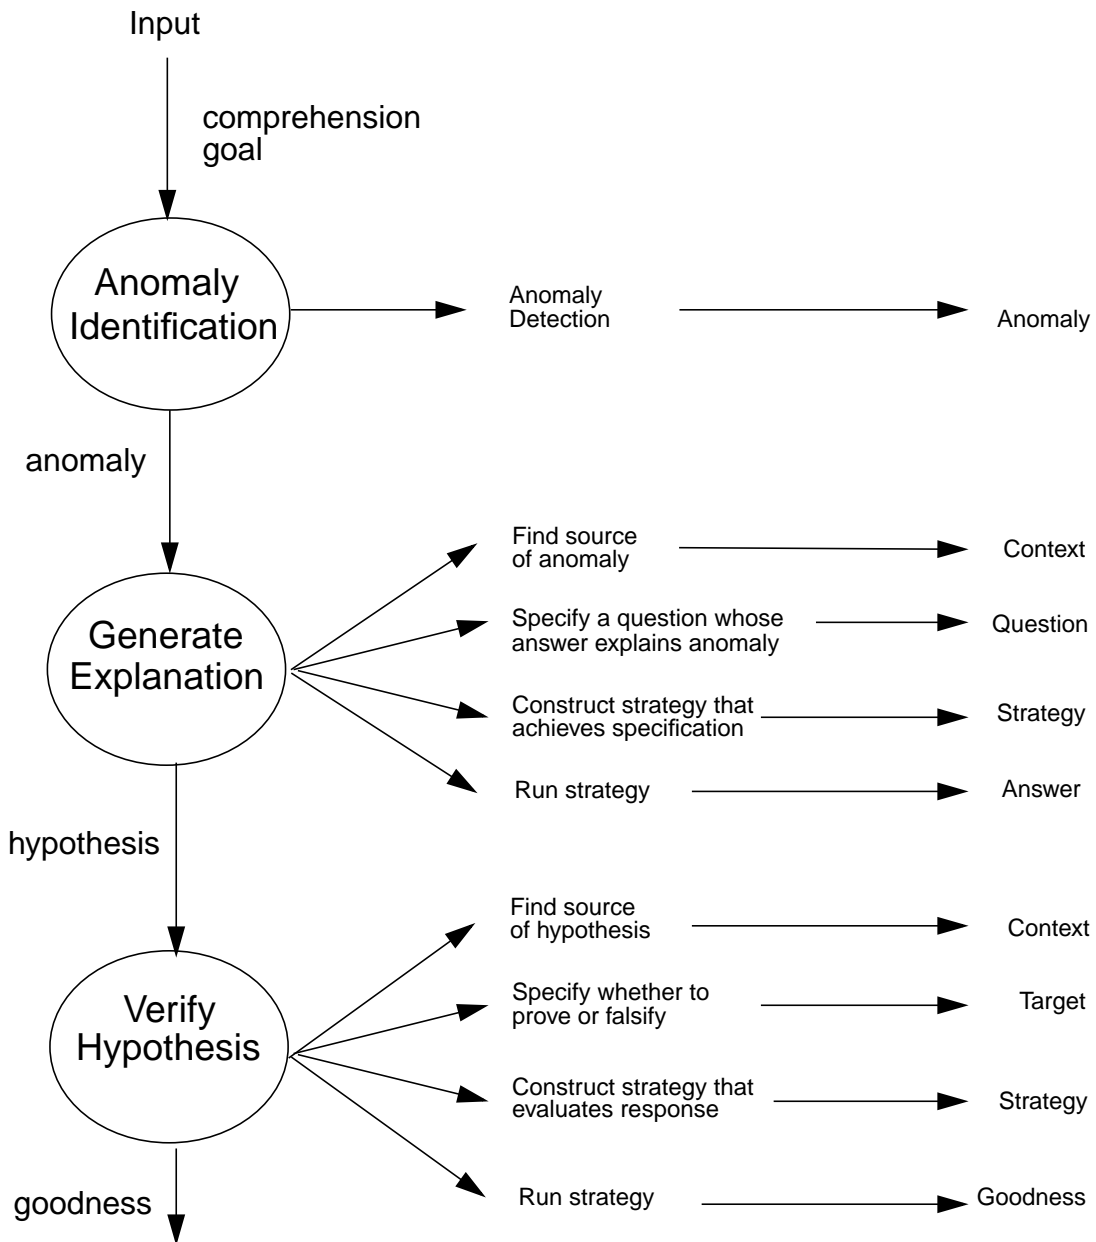 Input
comprehension
goal
Anomaly
Identification
Anomaly
Detection
Anomaly
anomaly
Find source
of anomaly
Context
Generate
Explanation
Specify a question whose
answer explains anomaly
Question
Construct strategy that
achieves specification
Strategy
Run strategy
Answer
hypothesis
Find source
of hypothesis
Context
Verify
Hypothesis
Specify whether to
prove or falsify
Target
Construct strategy that
evaluates response
Strategy
Run strategy
Goodness
goodness